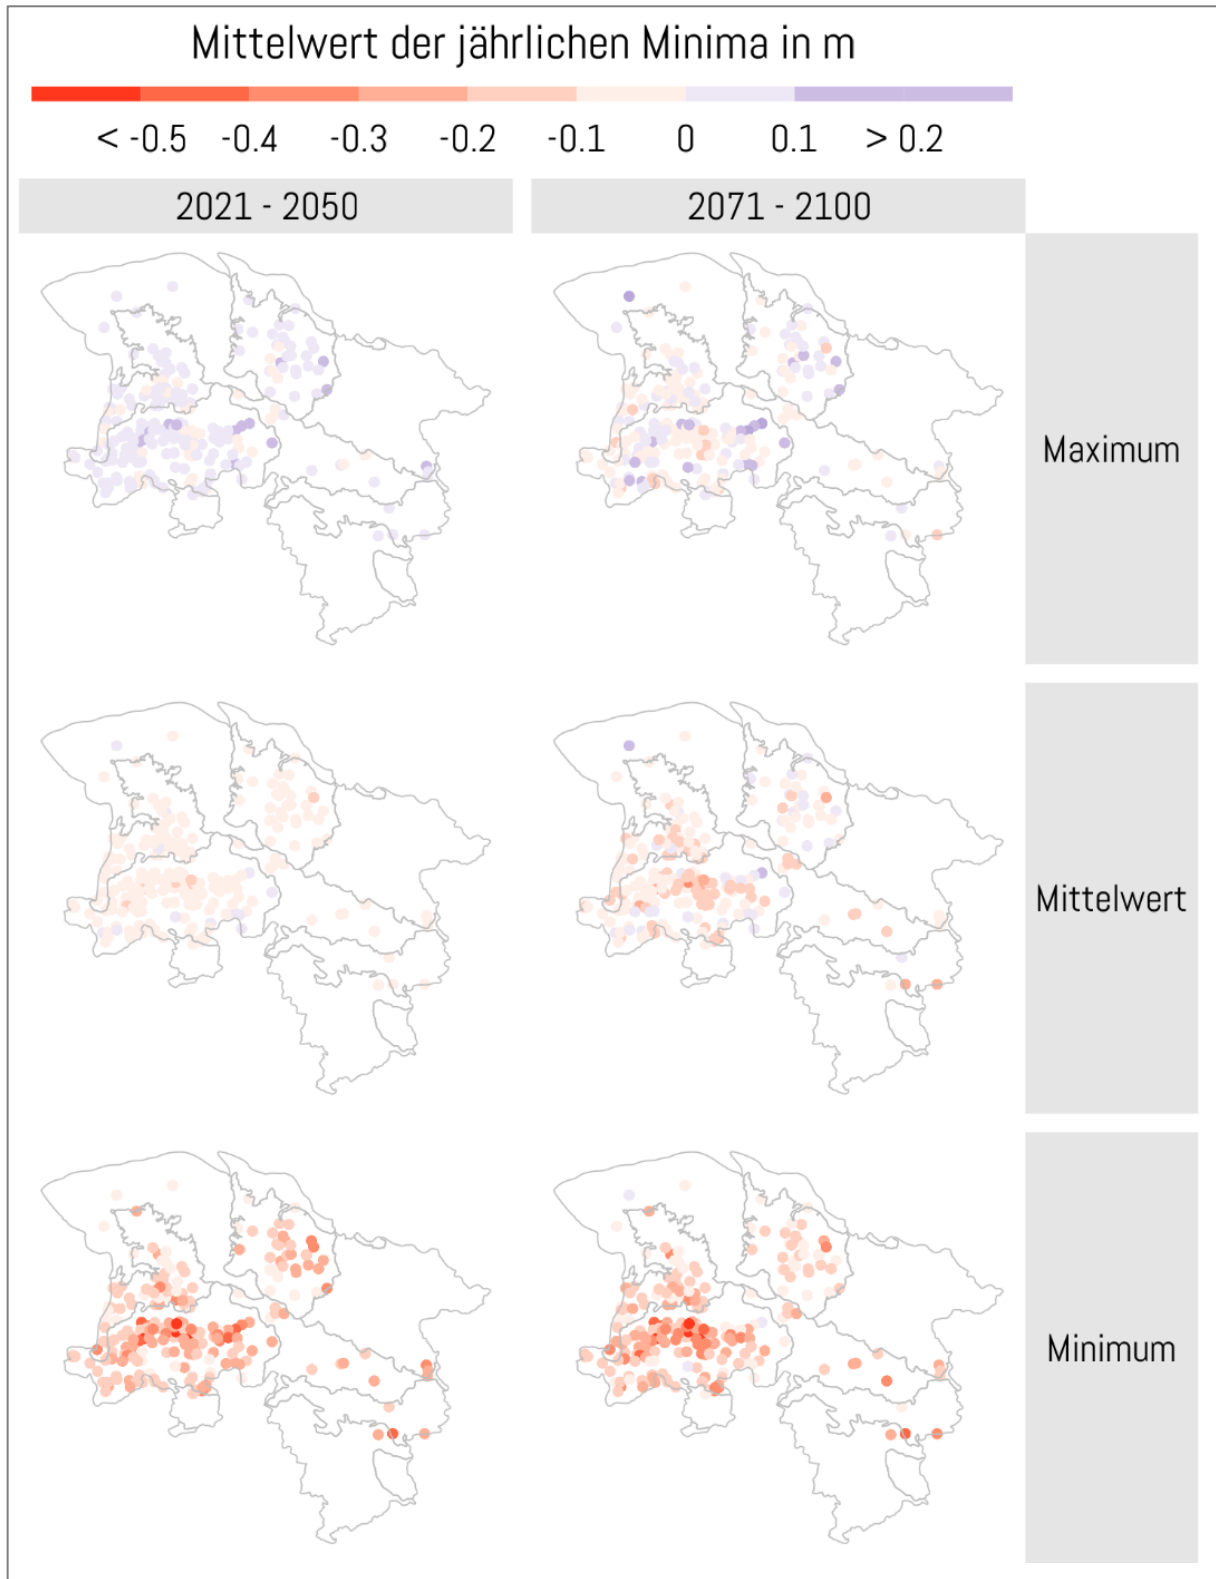 Mittelwert der jährlichen Minima in m
< -0.5 -0.4 -0.3 -0.2 -0.1 0 0.1 > 0.2
2021 - 2050 2071 - 2100
Maximum
Mittelwert
Minimum